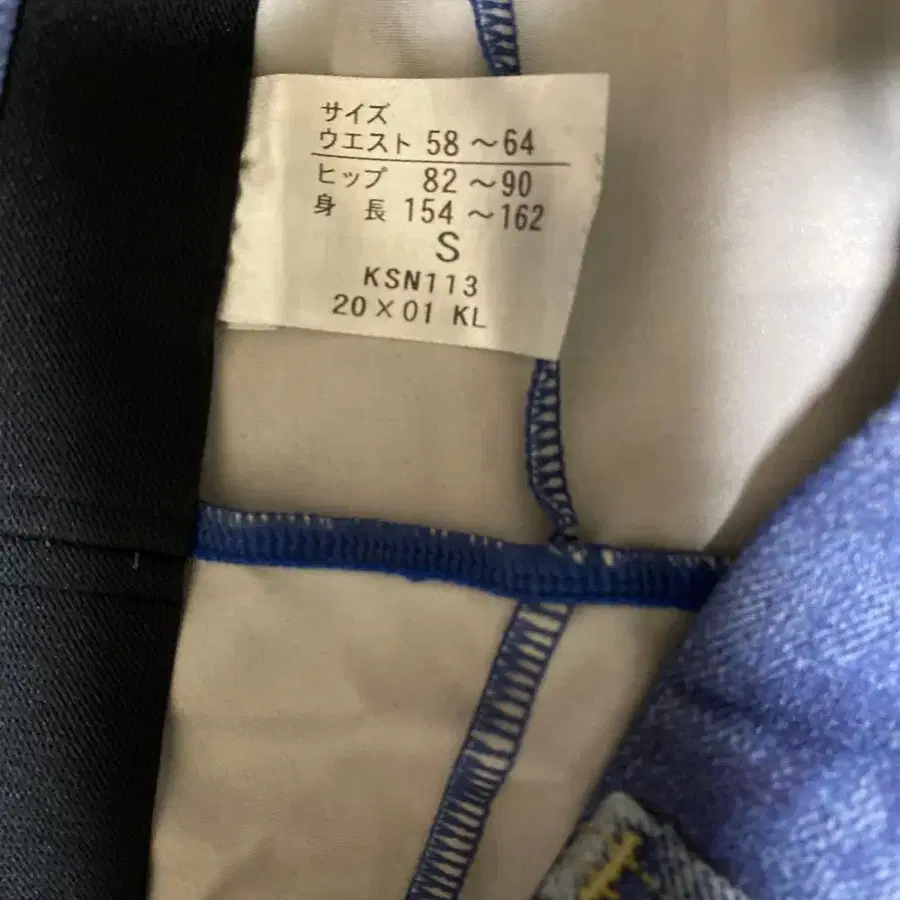 サイズ
ウエスト 58～64
ヒップ 82～90
身長 154～162
S
KSN113
20×01 KL